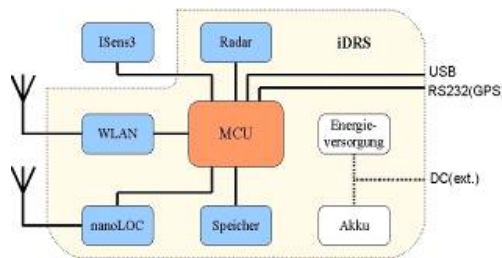 ISens3
Radar
iDRS
USB
RS232(GPS
WLAN
MCU
Energie-
versorgung
DC(ext.)
nanoLOC
Speicher
Akku